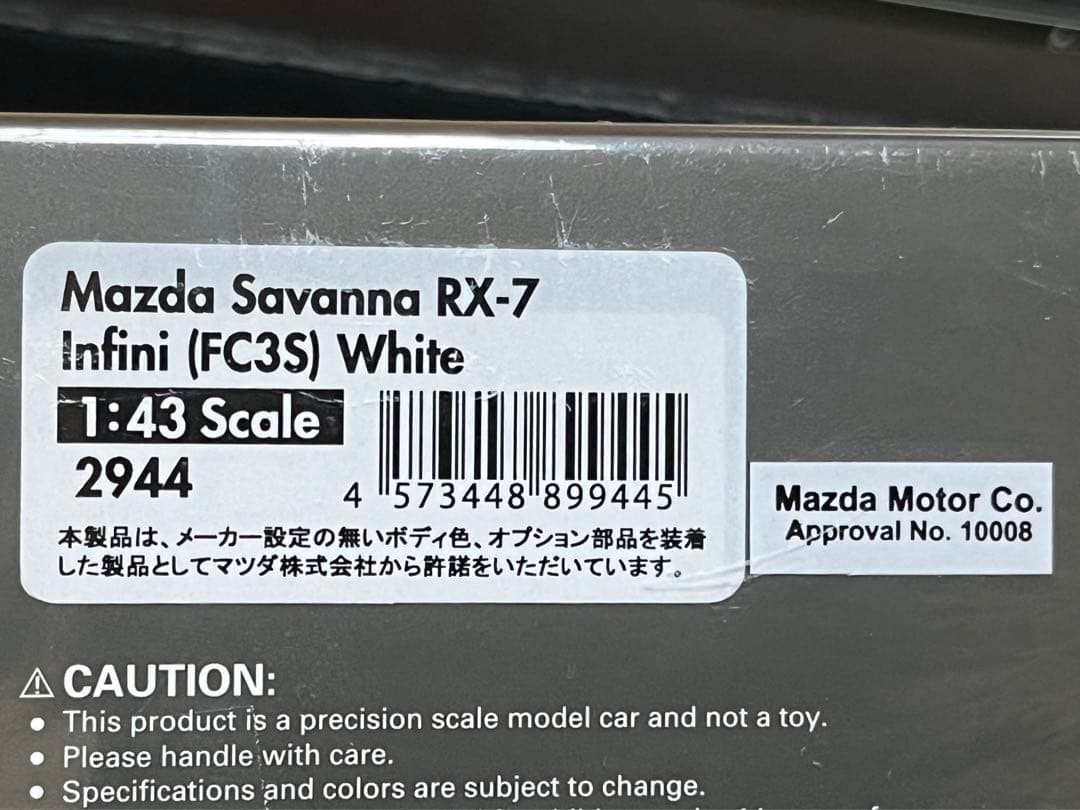 Mazda Savanna RX-7
Infini (FC3S) White
1:43 Scale
2944
4 573448 899445
本製品は、メーカー設定の無いボディ色、オプション部品を装着
した製品としてマツダ株式会社から許諾をいただいています。
Mazda Motor Co.
Approval No. 10008
⚠ CAUTION:
• This product is a precision scale model car and not a toy.
• Please handle with care.
• Specifications and colors are subject to change.